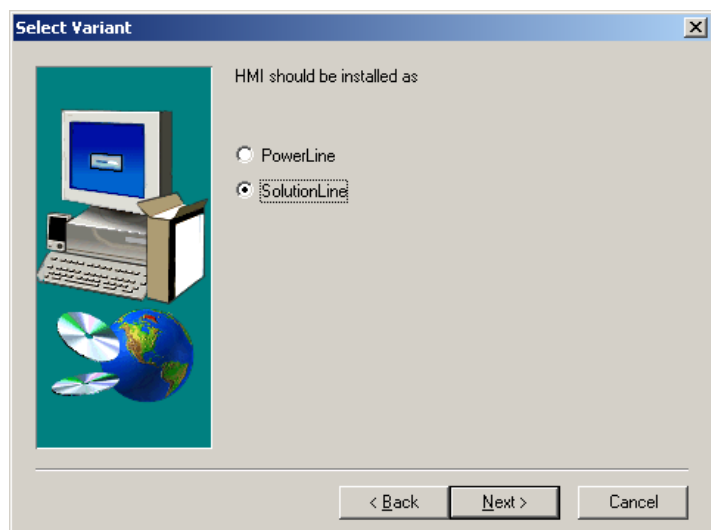 Select Variant
HMI should be installed as
PowerLine
SolutionLine
< Back
Next >
Cancel